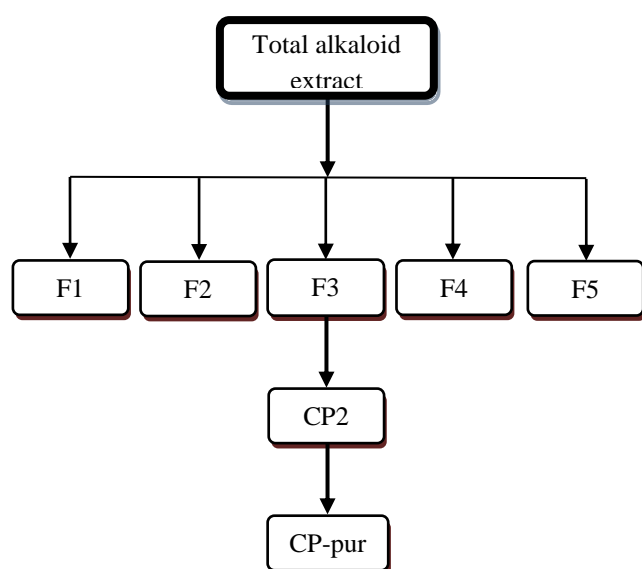 Total alkaloid
extract
F1 F2 F3 F4 F5
CP2
CP-pur